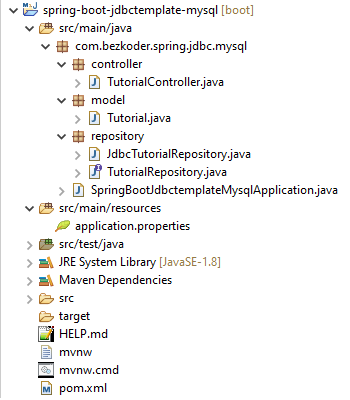 spring-boot-jdbctemplate-mysql [boot]
src/main/java
com.bezkoder.spring.jdbc.mysql
controller
TutorialController.java
model
Tutorial.java
repository
JdbcTutorialRepository.java
TutorialRepository.java
SpringBootJdbctemplateMysqlApplication.java
src/main/resources
application.properties
src/test/java
JRE System Library [JavaSE-1.8]
Maven Dependencies
src
target
HELP.md
mvnw
mvnw.cmd
pom.xml